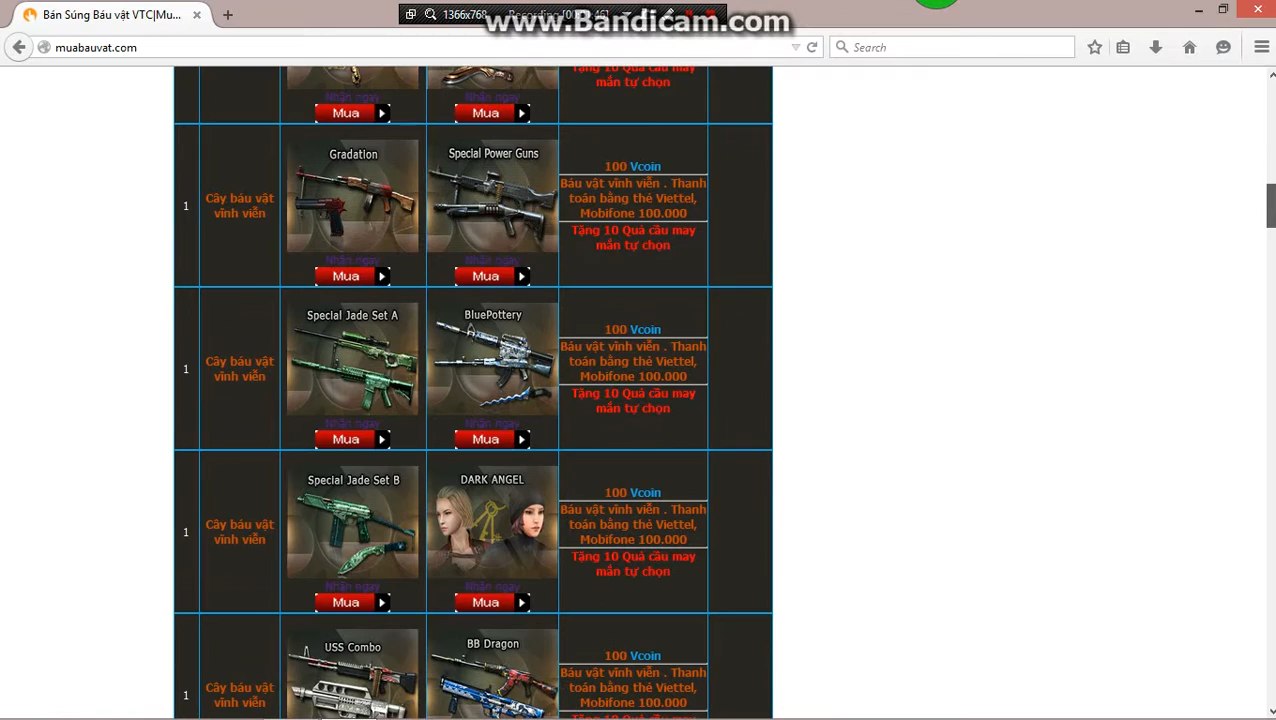 Bán Súng Báu vật VTC|Mu...
1366x768
www.Bandicam.com
muabauvat.com
Search
Tặng 10 Quả cầu may
mắn tự chọn
Nhận ngay
Nhận ngay
Mua
Mua
Gradation
Special Power Guns
1
Cây báu vật
vĩnh viễn
100 Vcoin
Báu vật vĩnh viễn . Thanh
toán bằng thẻ Viettel,
Mobifone 100.000
Tặng 10 Quả cầu may
mắn tự chọn
Nhận ngay
Nhận ngay
Mua
Mua
Special Jade Set A
BluePottery
1
Cây báu vật
vĩnh viễn
100 Vcoin
Báu vật vĩnh viễn . Thanh
toán bằng thẻ Viettel,
Mobifone 100.000
Tặng 10 Quả cầu may
mắn tự chọn
Nhận ngay
Nhận ngay
Mua
Mua
Special Jade Set B
DARK ANGEL
1
Cây báu vật
vĩnh viễn
100 Vcoin
Báu vật vĩnh viễn . Thanh
toán bằng thẻ Viettel,
Mobifone 100.000
Tặng 10 Quả cầu may
mắn tự chọn
Nhận ngay
Nhận ngay
Mua
Mua
USS Combo
BB Dragon
1
Cây báu vật
vĩnh viễn
100 Vcoin
Báu vật vĩnh viễn . Thanh
toán bằng thẻ Viettel,
Mobifone 100.000